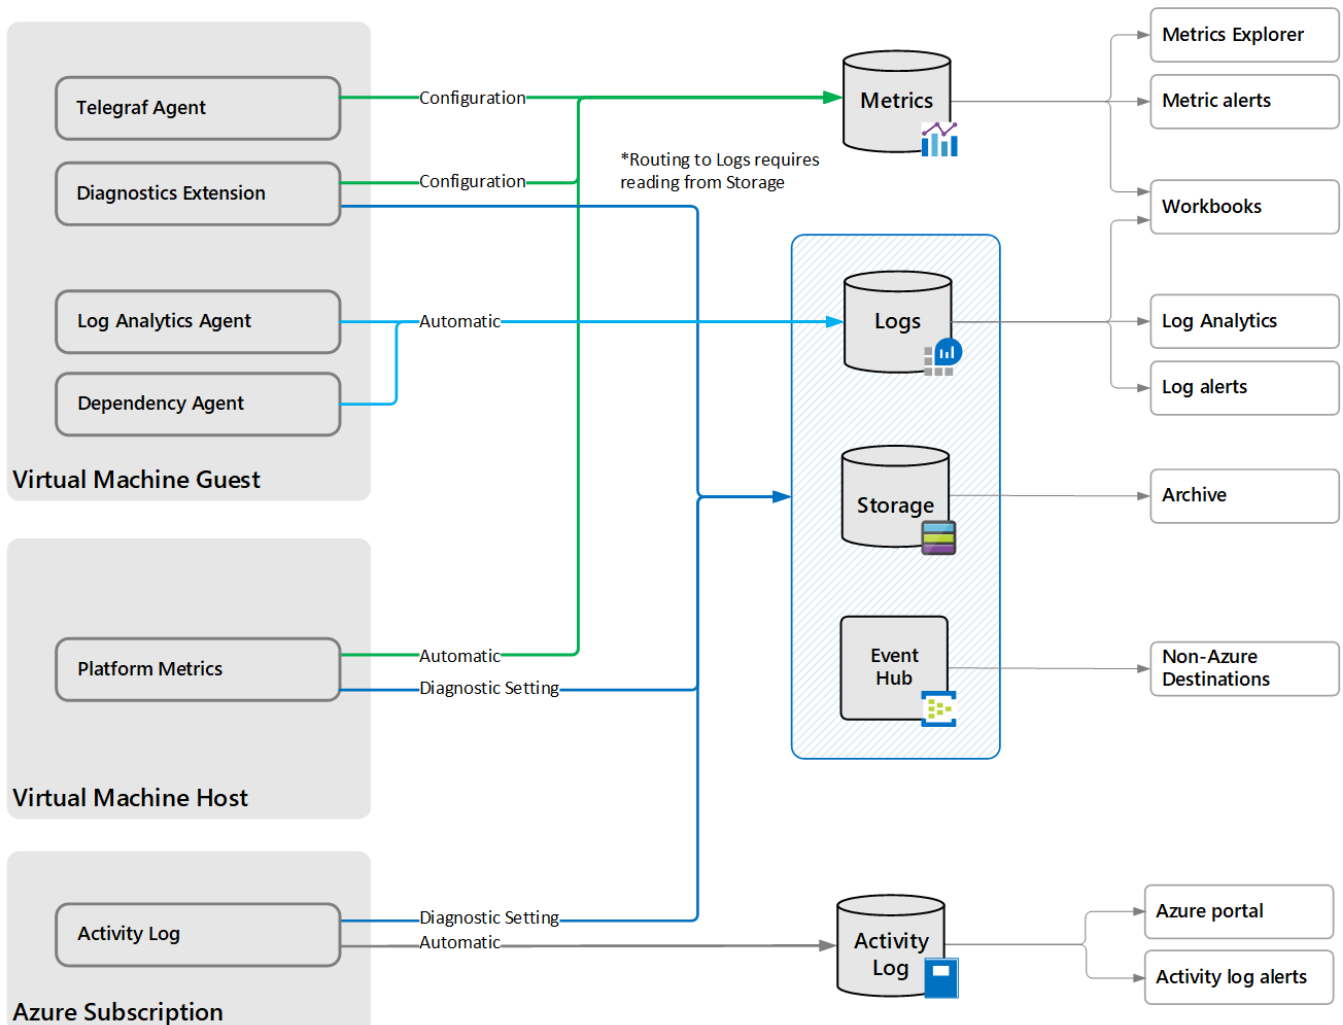 Telegraf Agent
Diagnostics Extension
Log Analytics Agent
Dependency Agent
Virtual Machine Guest
Platform Metrics
Virtual Machine Host
Activity Log
Azure Subscription
Configuration
Configuration
Automatic
Automatic
Diagnostic Setting
Diagnostic Setting
Automatic
*Routing to Logs requires
reading from Storage
Metrics
Logs
Storage
Event
Hub
Activity
Log
Metrics Explorer
Metric alerts
Workbooks
Log Analytics
Log alerts
Archive
Non-Azure
Destinations
Azure portal
Activity log alerts